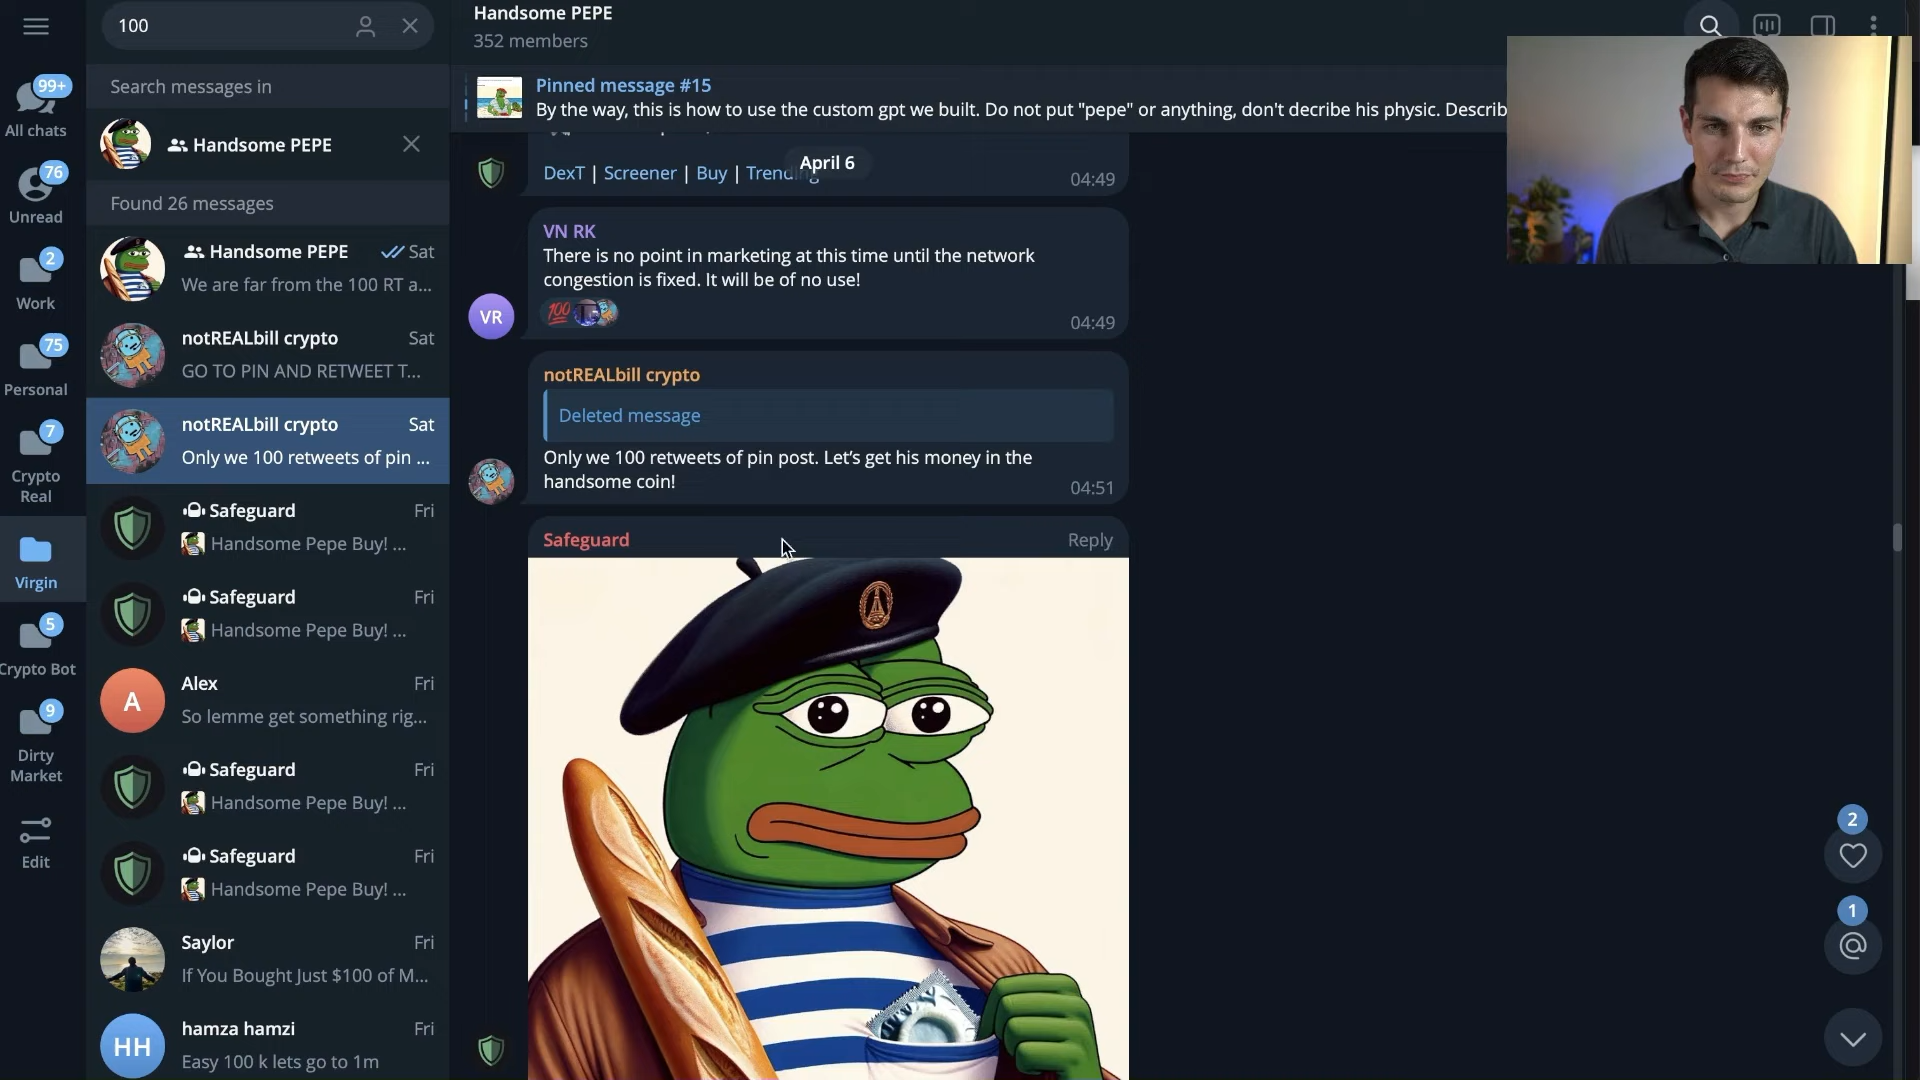 100
Search messages in
Handsome PEPE
Found 26 messages
Handsome PEPE Sat
We are far from the 100 RT a...
notREALbill crypto Sat
GO TO PIN AND RETWEET T...
notREALbill crypto Sat
Only we 100 retweets of pin ...
Safeguard Fri
Handsome Pepe Buy! ...
Safeguard Fri
Handsome Pepe Buy! ...
A
Alex Fri
So lemme get something rig...
Safeguard Fri
Handsome Pepe Buy! ...
Safeguard Fri
Handsome Pepe Buy! ...
Saylor Fri
If You Bought Just $100 of M...
HH
hamza hamzi Fri
Easy 100 k lets go to 1m
99+
All chats
76
Unread
2
Work
75
Personal
7
Crypto
Real
Virgin
5
Crypto Bot
9
Dirty
Market
Edit
Handsome PEPE
352 members
Pinned message #15
By the way, this is how to use the custom gpt we built. Do not put "pepe" or anything, don't decribe his physic. Describ
April 6
DexT | Screener | Buy | Trending
04:49
VN RK
There is no point in marketing at this time until the network
congestion is fixed. It will be of no use!
100
VR
04:49
notREALbill crypto
Deleted message
Only we 100 retweets of pin post. Let's get his money in the
handsome coin!
04:51
Safeguard Reply
2
1